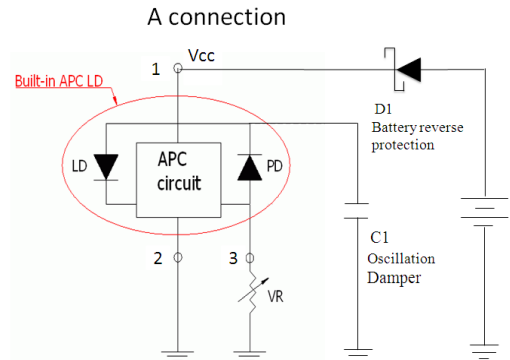 A connection
Vcc
1
Built-in APC LD
D1
Battery reverse
protection
LD
APC
circuit
PD
C1
Oscillation
Damper
2
3
VR